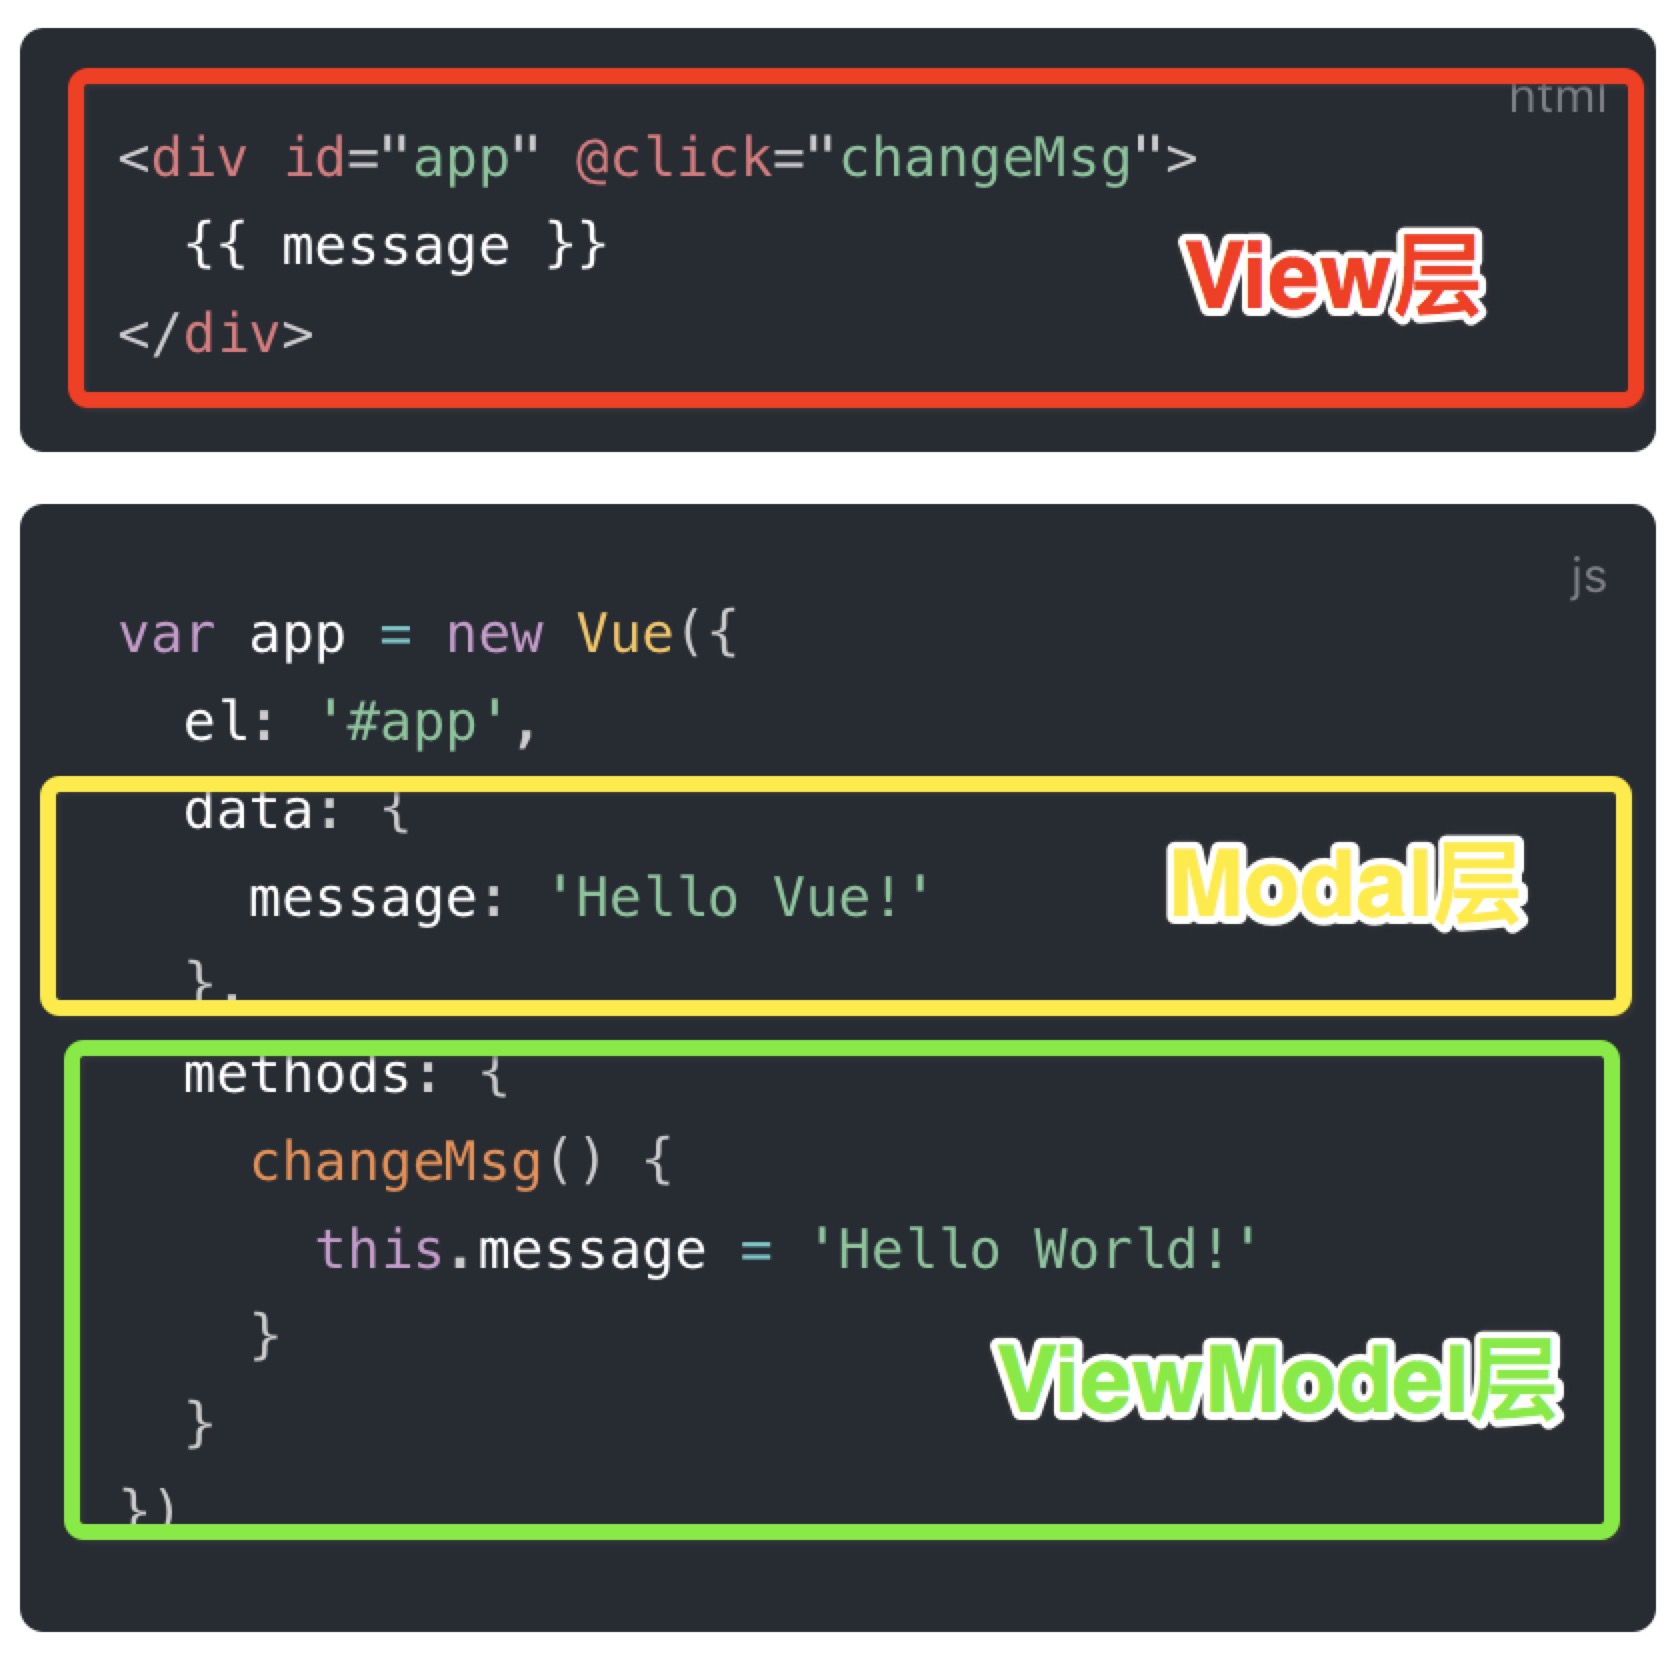 html
<div id="app" @click="changeMsg">
  {{ message }}
View层
</div>
js
var app = new Vue({
  el: '#app',
  data: {
    message: 'Hello Vue!'
Modal层
  },
  methods: {
    changeMsg() {
      this.message = 'Hello World!'
    }
ViewModel层
  }
})